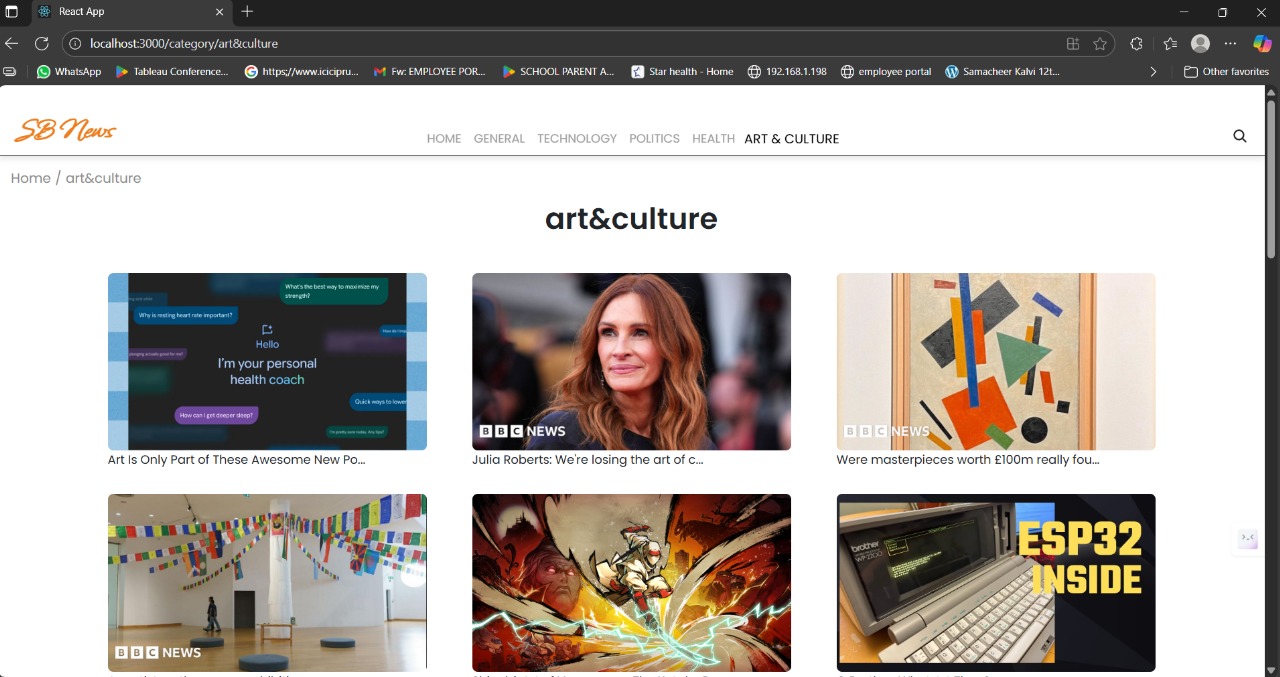 React App
localhost:3000/category/art&culture
WhatsApp
Tableau Conference...
https://www.icicipru...
Fw: EMPLOYEE POR...
SCHOOL PARENT A...
Star health - Home
192.168.1.198
employee portal
Samacheer Kalvi 12t...
Other favorites
SB News
HOME
GENERAL
TECHNOLOGY
POLITICS
HEALTH
ART & CULTURE
Home / art&culture
art&culture
What's the best way to maximize my
strength?
Why is resting heart rate important?
Hello
I'm your personal
health coach
Quick ways to lower
How can I get deeper sleep?
BBC NEWS
BBC NEWS
Art Is Only Part of These Awesome New Po...
Julia Roberts: We're losing the art of c...
Were masterpieces worth £100m really fou...
BBC NEWS
brother
ESP32
INSIDE